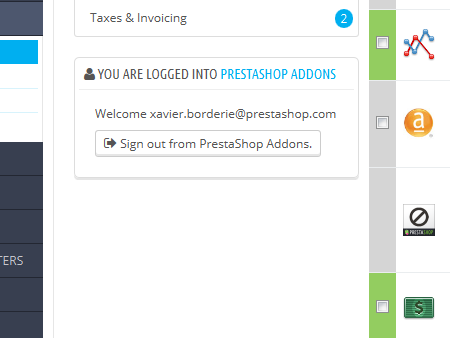 Taxes & Invoicing 2
YOU ARE LOGGED INTO PRESTASHOP ADDONS
Welcome xavier.borderie@prestashop.com
Sign out from PrestaShop Addons.
TERS
a
PRESTASHOP
$